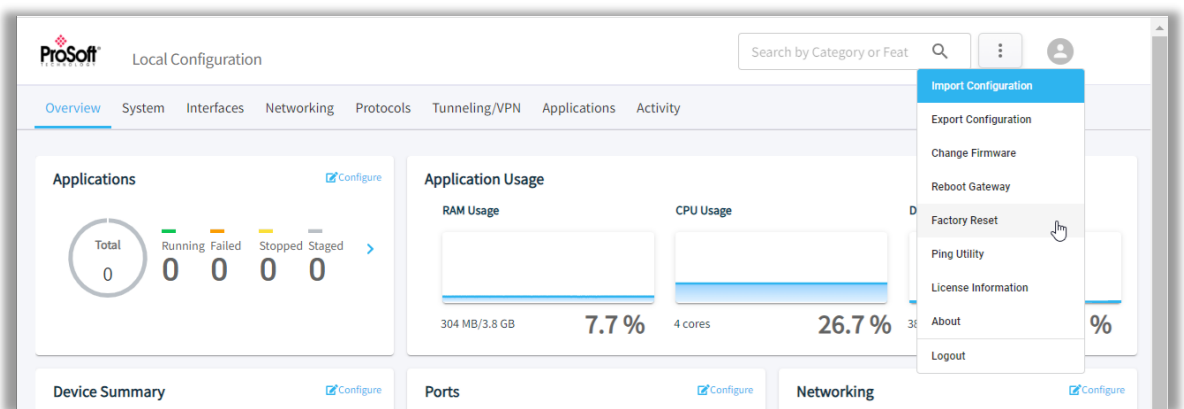 ProSoft
TECHNOLOGY
Local Configuration
Search by Category or Feat
Overview System Interfaces Networking Protocols Tunneling/VPN Applications Activity
Import Configuration
Export Configuration
Change Firmware
Reboot Gateway
Factory Reset
Ping Utility
License Information
About
Logout
Applications
Configure
Total
0
Running Failed Stopped Staged
0 0 0 0
Application Usage
RAM Usage
304 MB/3.8 GB 7.7 %
CPU Usage
4 cores 26.7 %
D
38
%
Device Summary
Configure
Ports
Configure
Networking
Configure